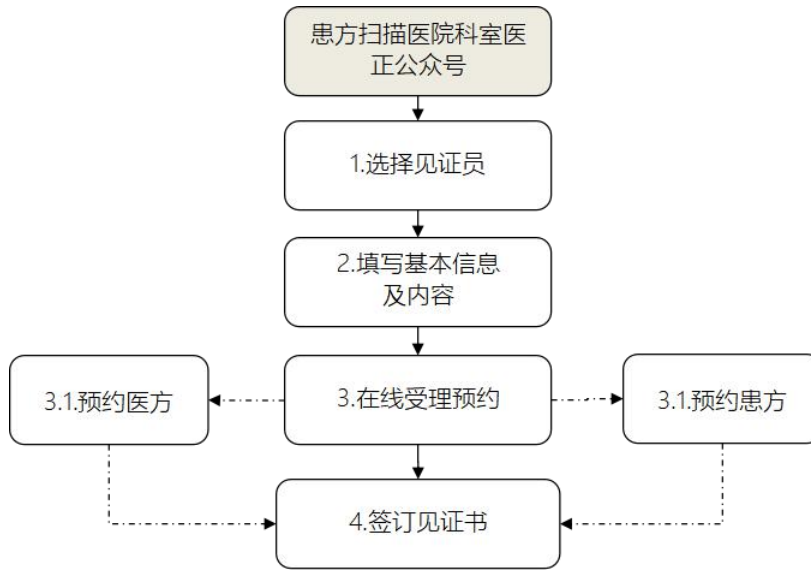 患方扫描医院科室医
正公众号
1.选择见证员
2.填写基本信息
及内容
3.1.预约医方
3.在线受理预约
3.1.预约患方
4.签订见证书